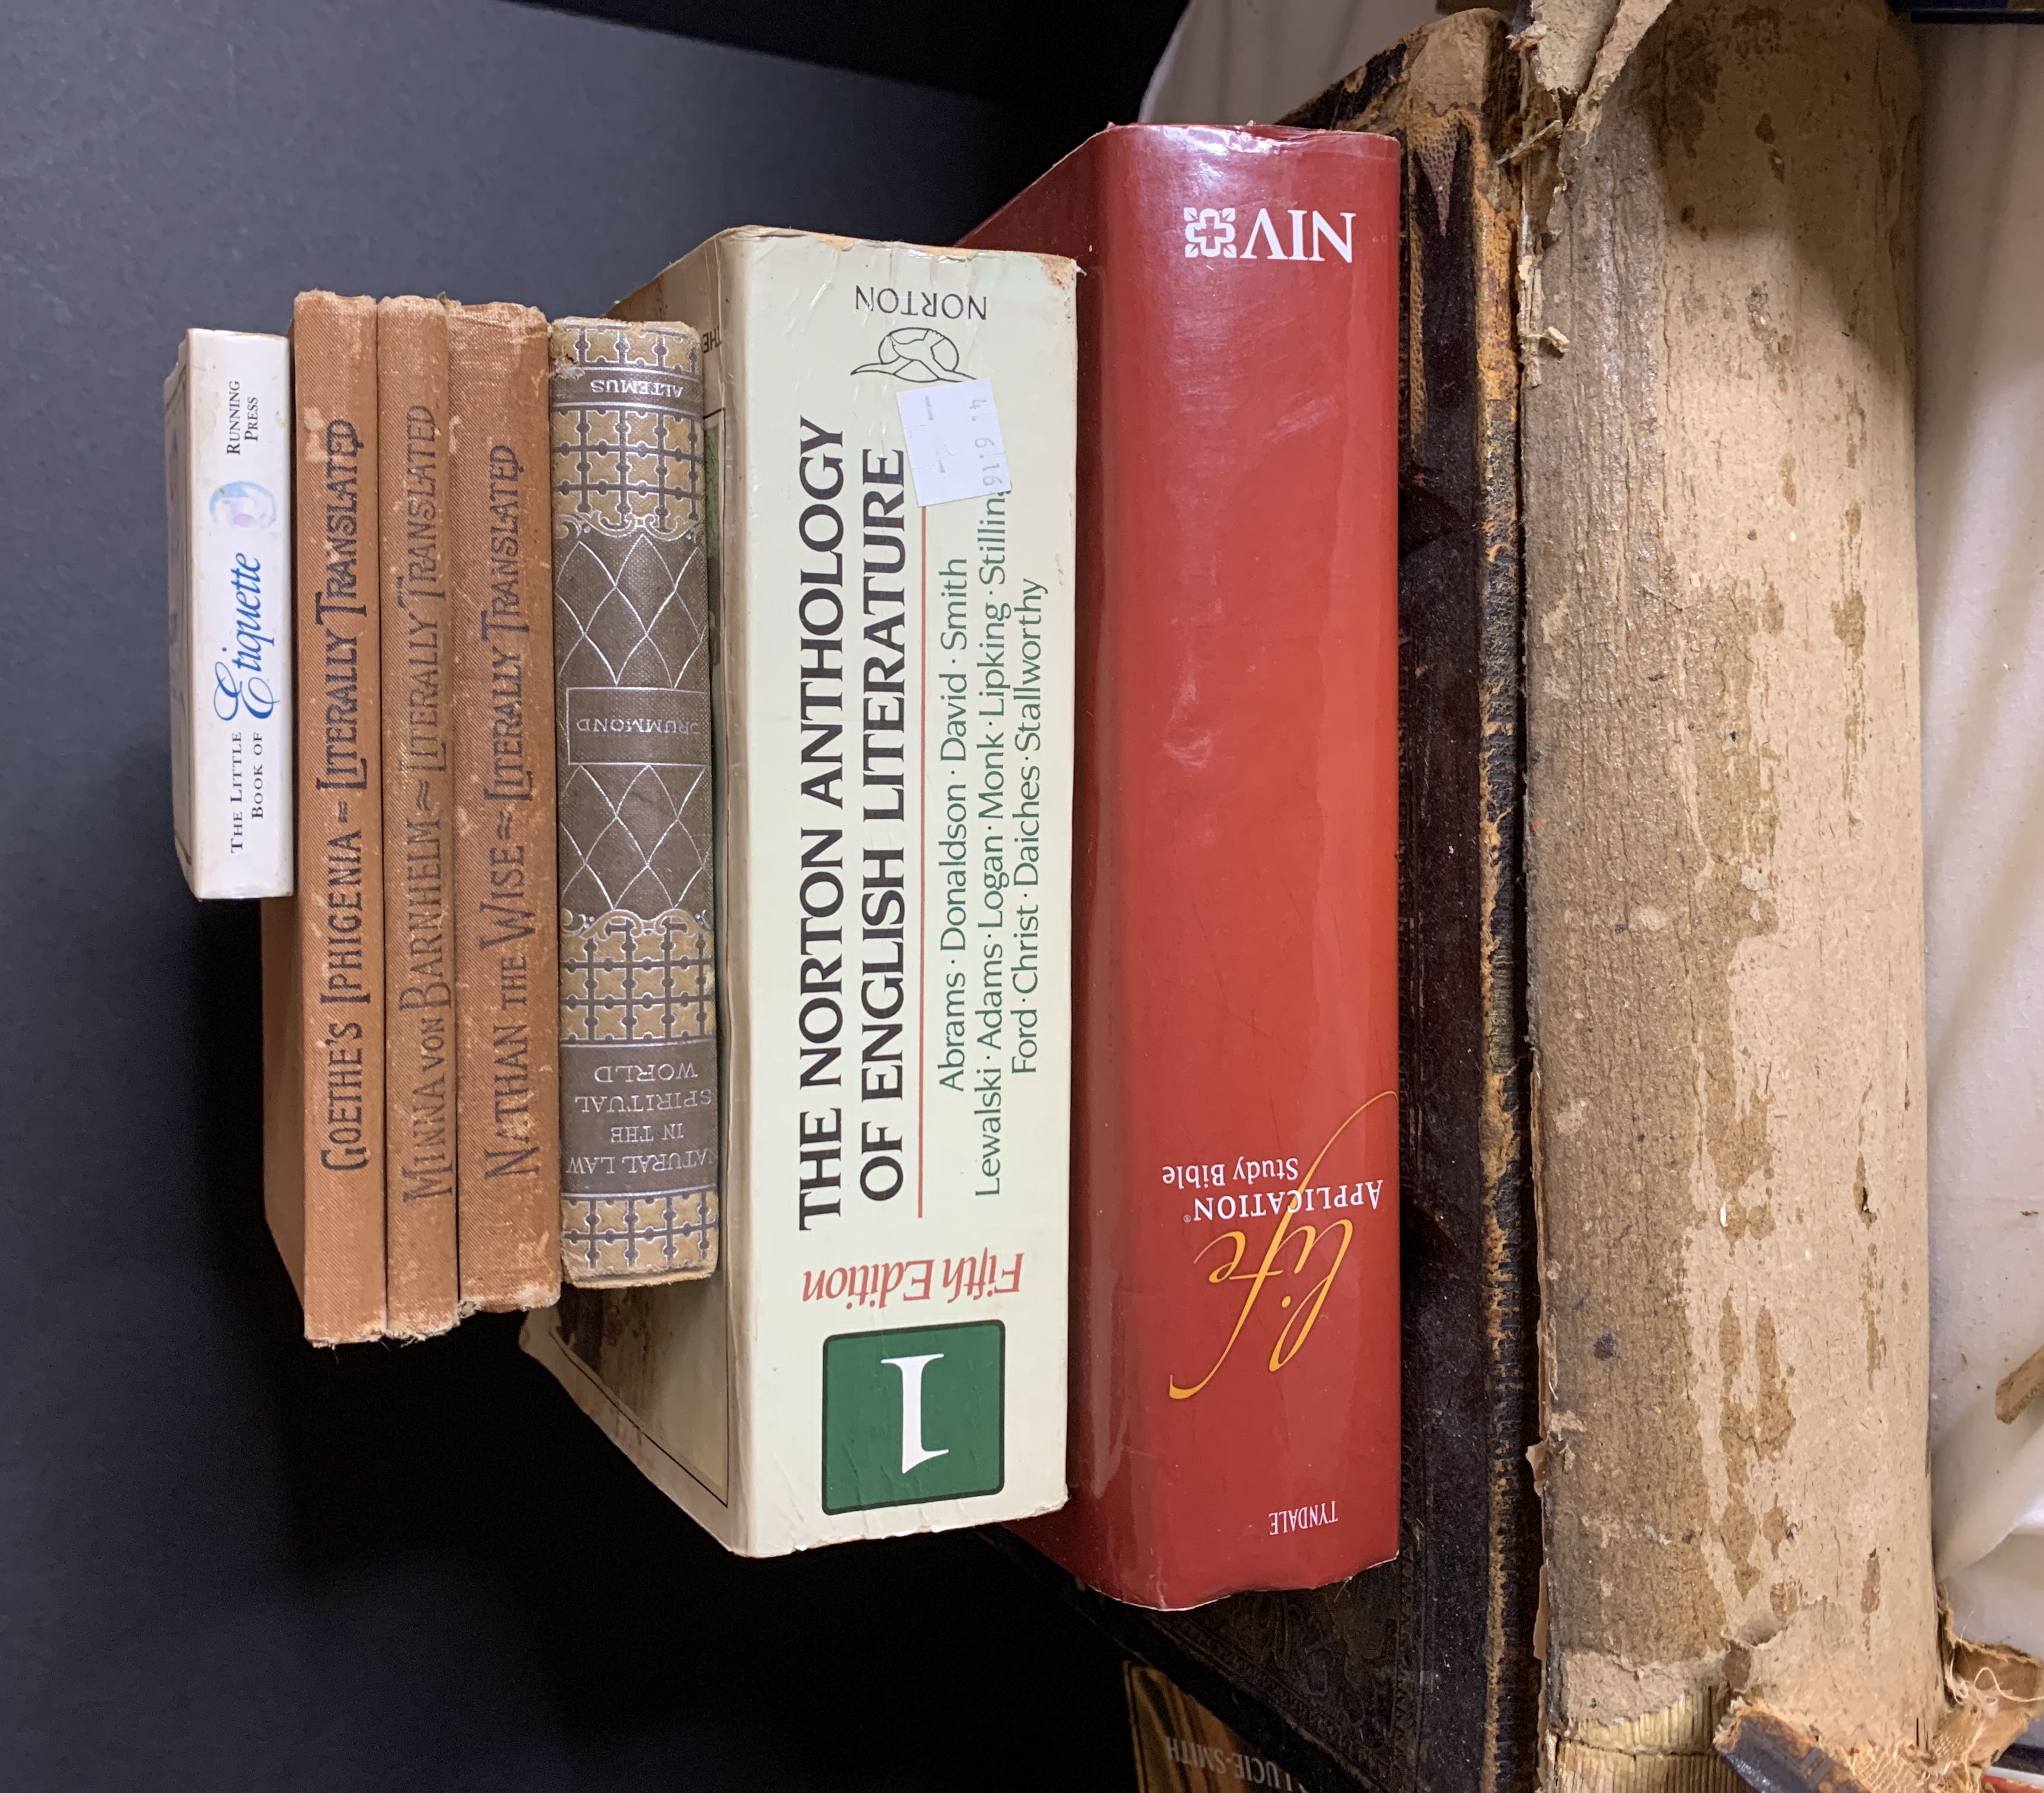 THE LITTLE
BOOK OF
Etiquette
RUNNING
PRESS
GOETHE'S IPHIGENIA ≈ LITERALLY TRANSLATED
MINNA VON BARNHELM ≈ LITERALLY TRANSLATED
NATHAN THE WISE ≈ LITERALLY TRANSLATED
NATURAL LAW
IN THE
SPIRITUAL
WORLD
DRUMMOND
ALTEMUS
1
Fifth Edition
THE NORTON ANTHOLOGY
OF ENGLISH LITERATURE
Abrams · Donaldson · David · Smith
Lewalski · Adams · Logan · Monk · Lipking · Stilling
Ford · Christ · Daiches · Stallworthy
NORTON
THE
TYNDALE
life
APPLICATION®
Study Bible
NIV
LUCIE-SMITH